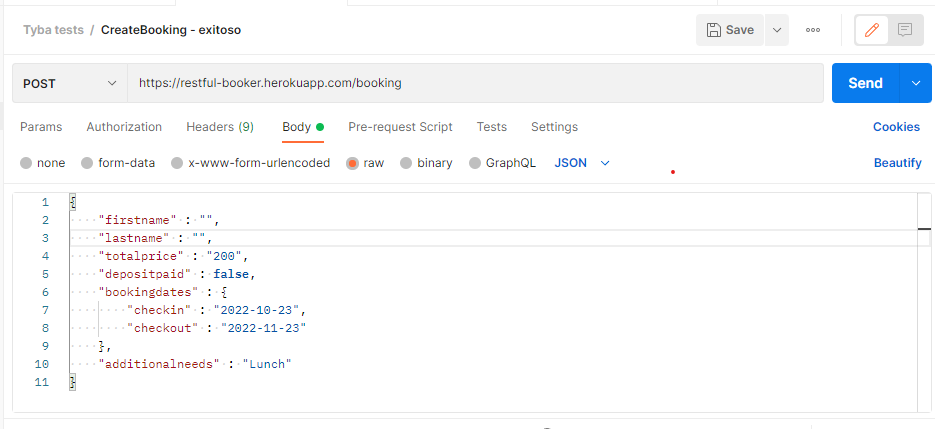 Tyba tests / CreateBooking - exitoso Save
POST https://restful-booker.herokuapp.com/booking Send
Params Authorization Headers (9) Body Pre-request Script Tests Settings Cookies
none form-data x-www-form-urlencoded raw binary GraphQL JSON Beautify
1 {
2 "firstname" : "",
3 "lastname" : "",
4 "totalprice" : "200",
5 "depositpaid" : false,
6 "bookingdates" : {
7 "checkin" : "2022-10-23",
8 "checkout" : "2022-11-23"
9 },
10 "additionalneeds" : "Lunch"
11 }